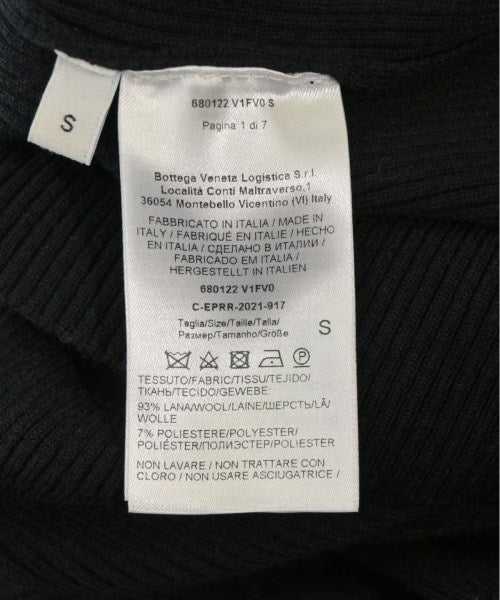 S
680122 V1FV0 S
Pagina 1 di 7
Bottega Veneta Logistica S.r.l.
Località Conti Maltraverso,1
36054 Montebello Vicentino (VI) Italy
FABBRICATO IN ITALIA / MADE IN
ITALY / FABRIQUÉ EN ITALIE / HECHO
EN ITALIA / СДЕЛАНО В ИТАЛИИ /
FABRICADO EM ITALIA /
HERGESTELLT IN ITALIEN
680122 V1FV0
C-EPRR-2021-917
Taglia/Size/Taille/Talla/
Размер/Tamanho/Größe S
TESSUTO/FABRIC/TISSU/TEJIDO/
ТКАНЬ/TECIDO/GEWEBE:
93% LANA/WOOL/LAINE/ШЕРСТЬ/LÃ/
WOLLE
7% POLIESTERE/POLYESTER/
POLIÉSTER/ПОЛИЭСТЕР/POLIESTER
NON LAVARE / NON TRATTARE CON
CLORO / NON USARE ASCIUGATRICE /